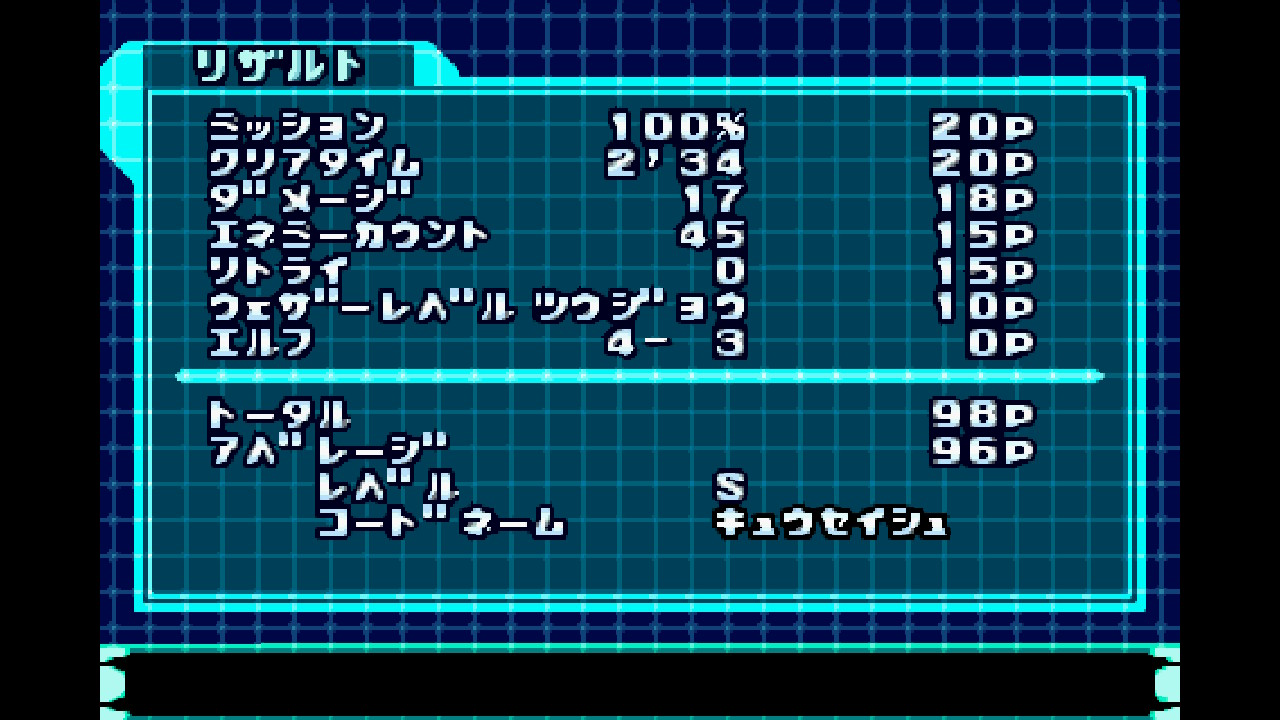 リザルト
ミッション 100% 20P
クリアタイム 2'34 20P
ダメージ 17 18P
エネミーカウント 45 15P
リトライ 0 15P
ウェザーレベル ツウジョウ 10P
エルフ 4- 3 0P
トータル 98P
アベレージ 96P
レベル S
コードネーム キュウセイシュ